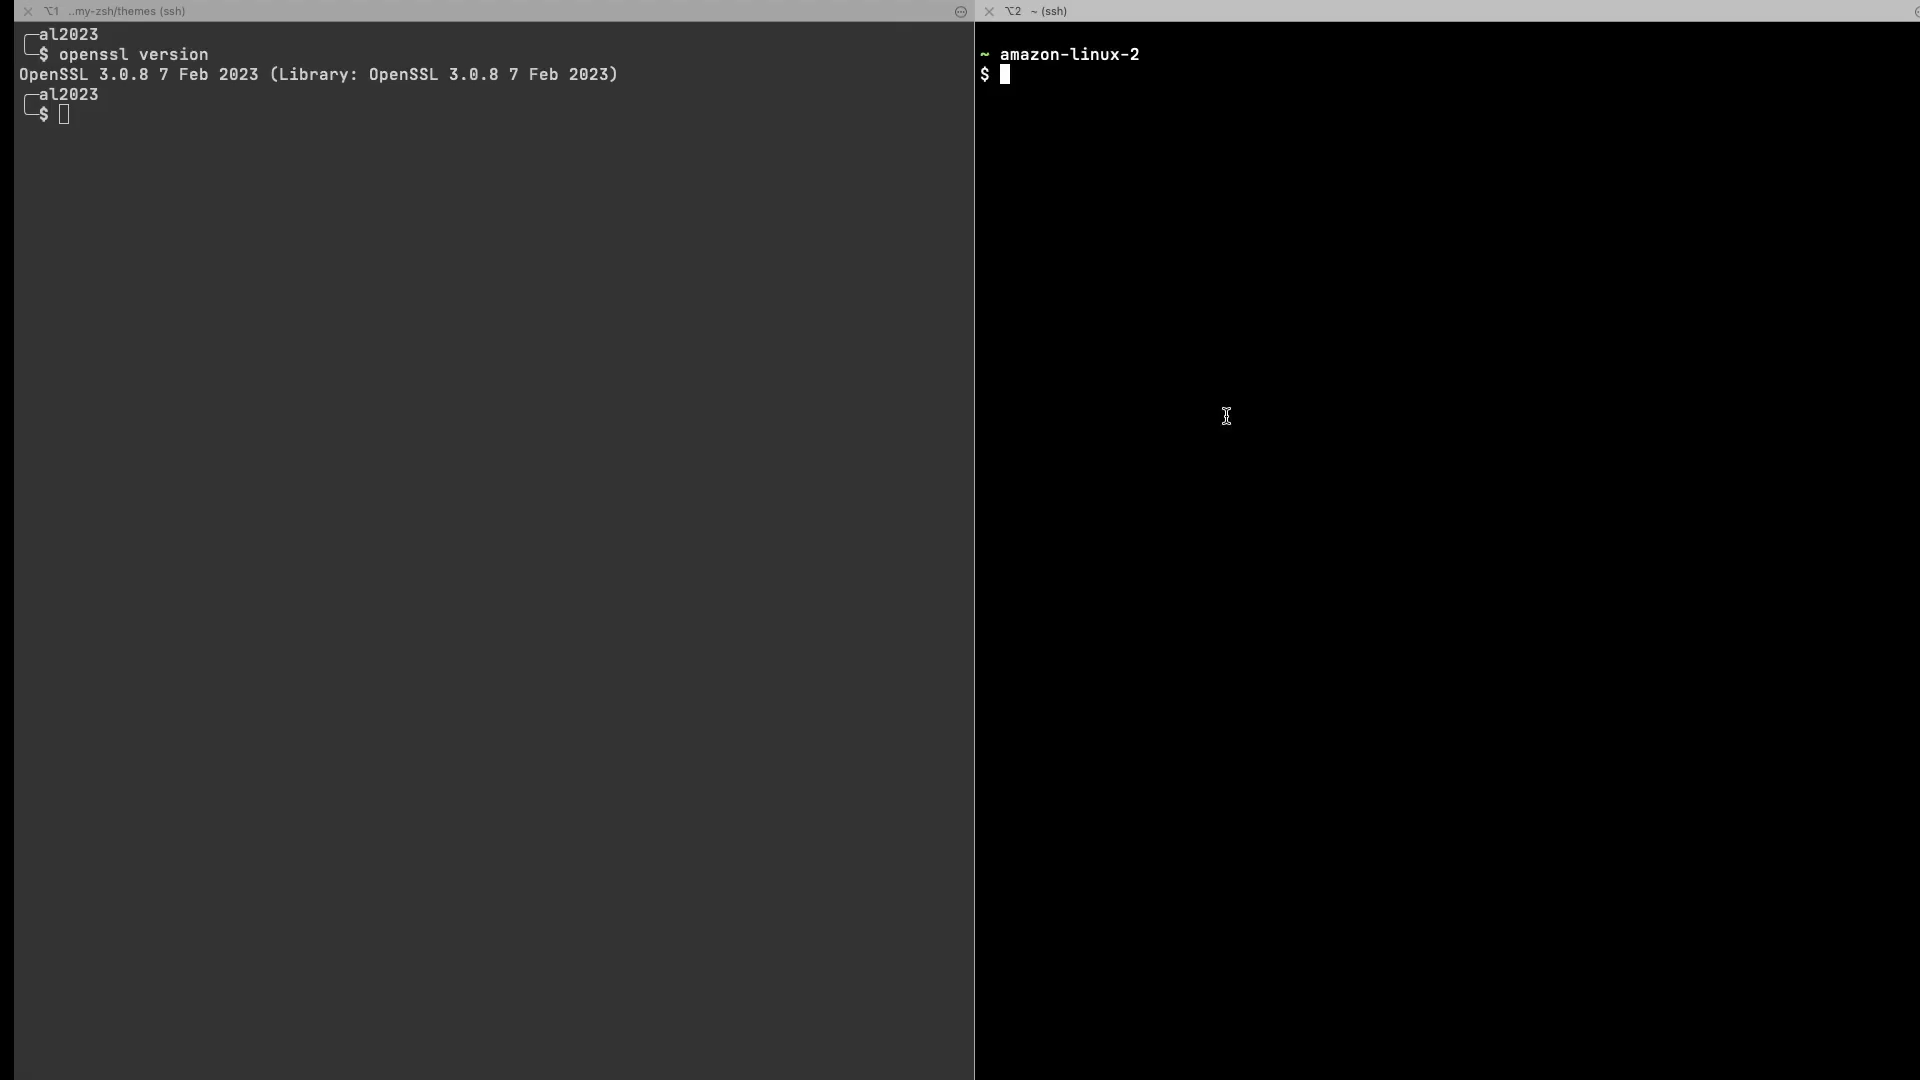 ⌥1 ..my-zsh/themes (ssh)
al2023
$ openssl version
OpenSSL 3.0.8 7 Feb 2023 (Library: OpenSSL 3.0.8 7 Feb 2023)
al2023
$
⌥2 ~ (ssh)
~ amazon-linux-2
$